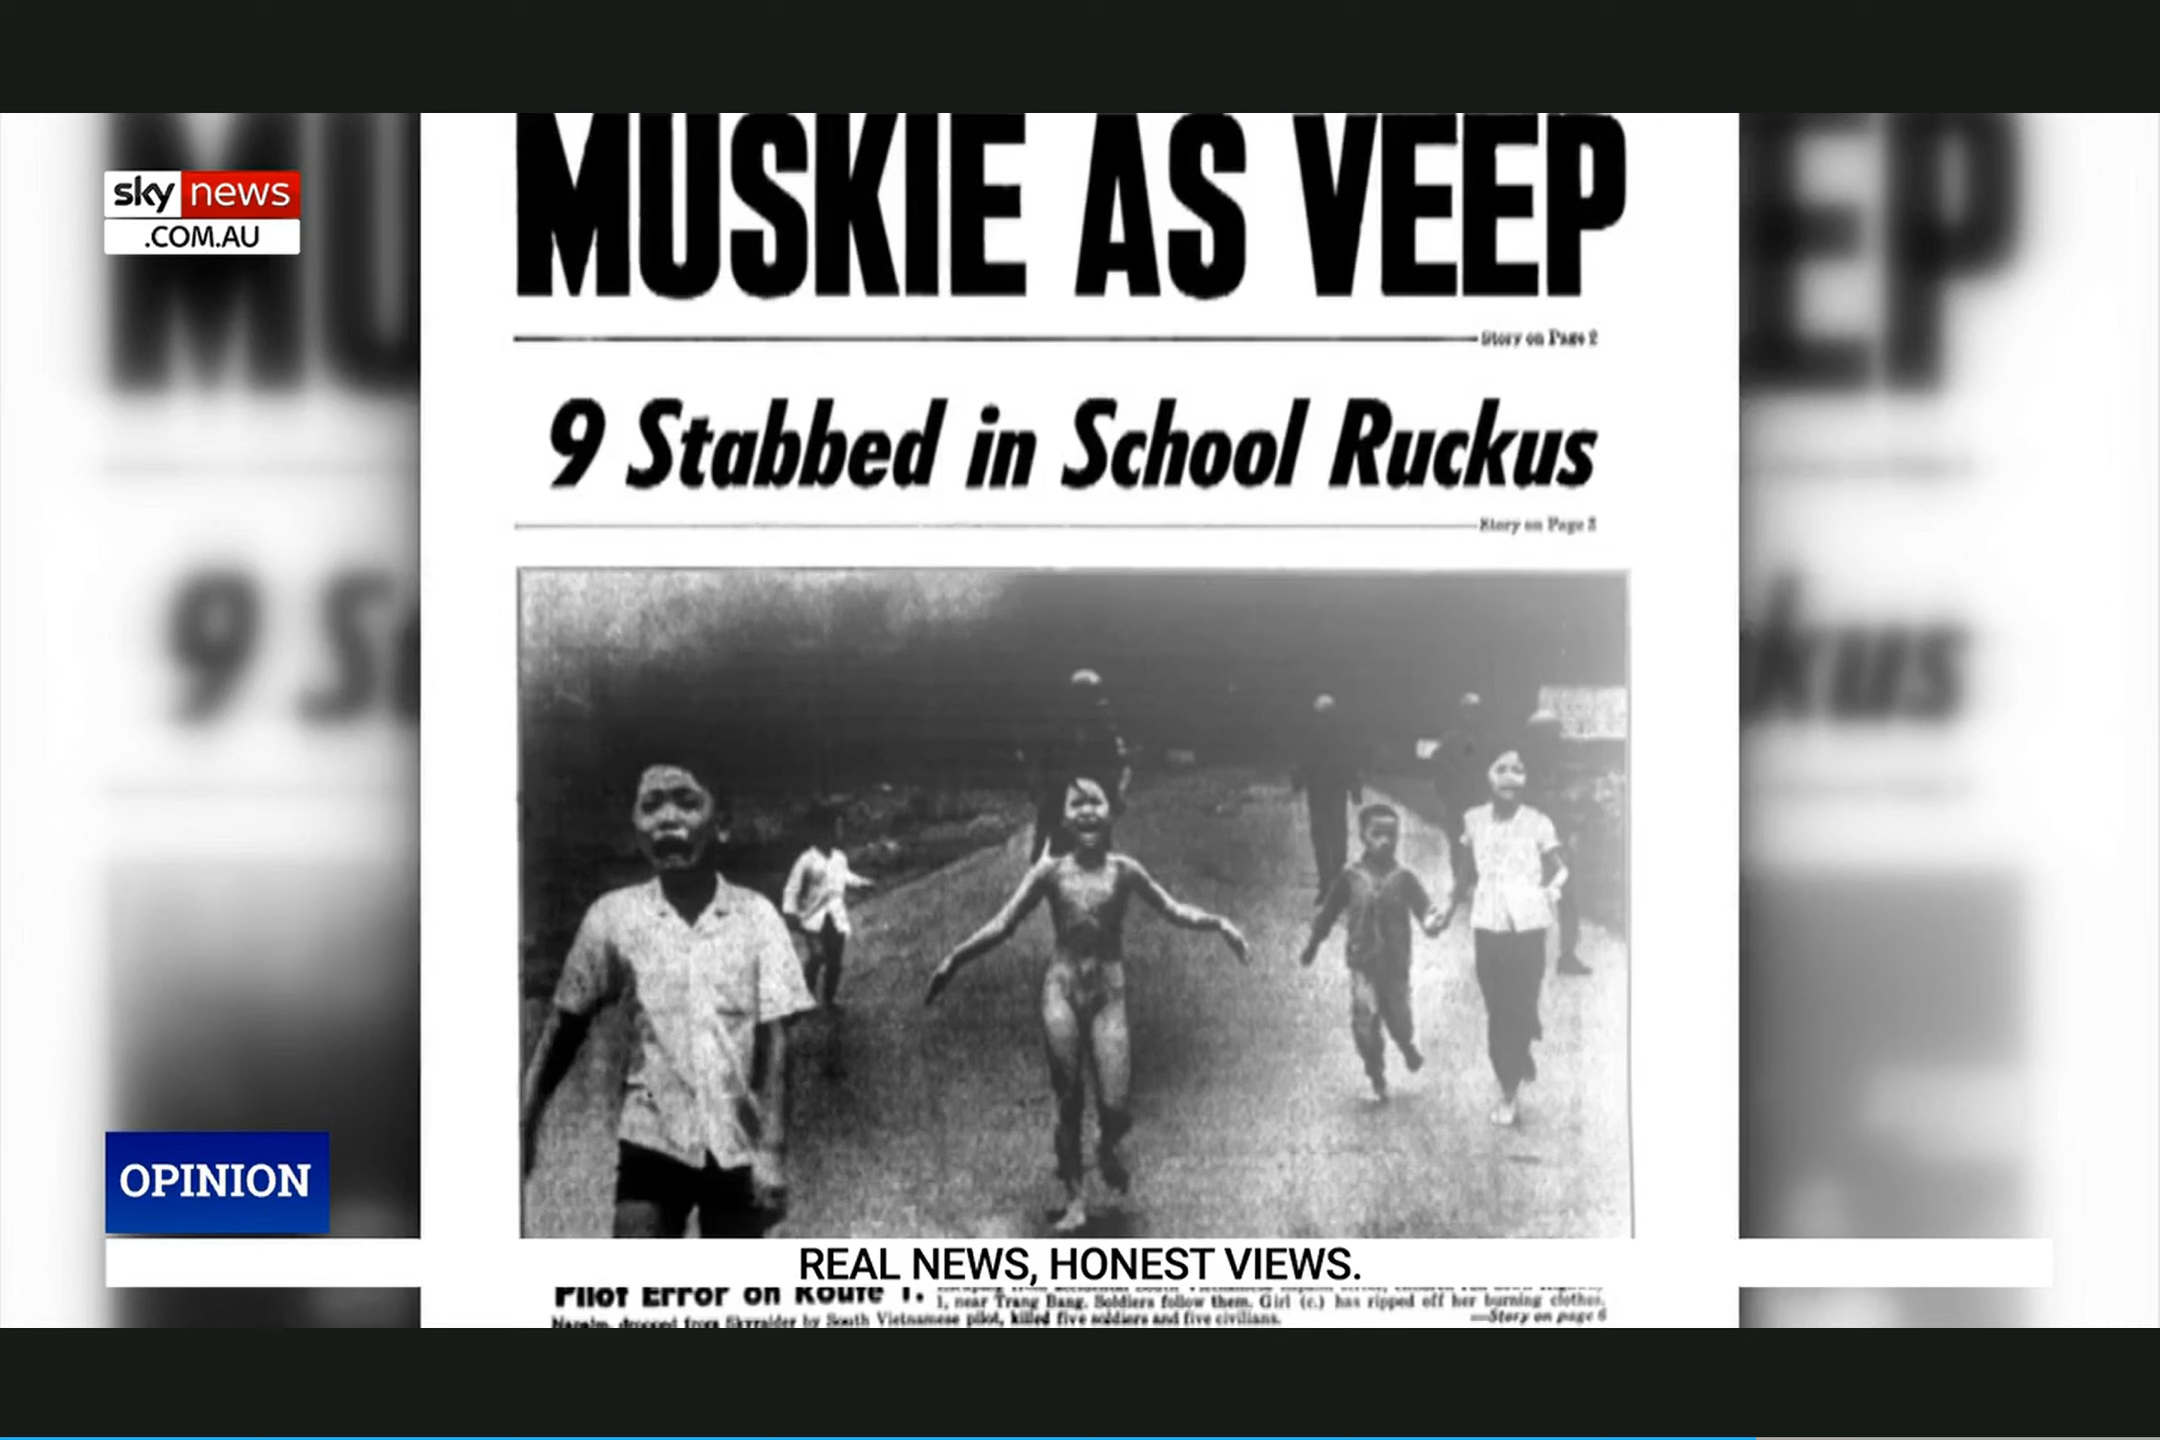 MUSKIE AS VEEP
sky news
.COM.AU
Story on Page 2
9 Stabbed in School Ruckus
Story on Page 3
OPINION
REAL NEWS, HONEST VIEWS.
Pilot Error on Route 1.
1, near Trang Bang. Soldiers follow them. Girl (c.) has ripped off her burning clothes.
Napalm, dropped from Skyraider by South Vietnamese pilot, killed five soldiers and five civilians.
—Story on page 6